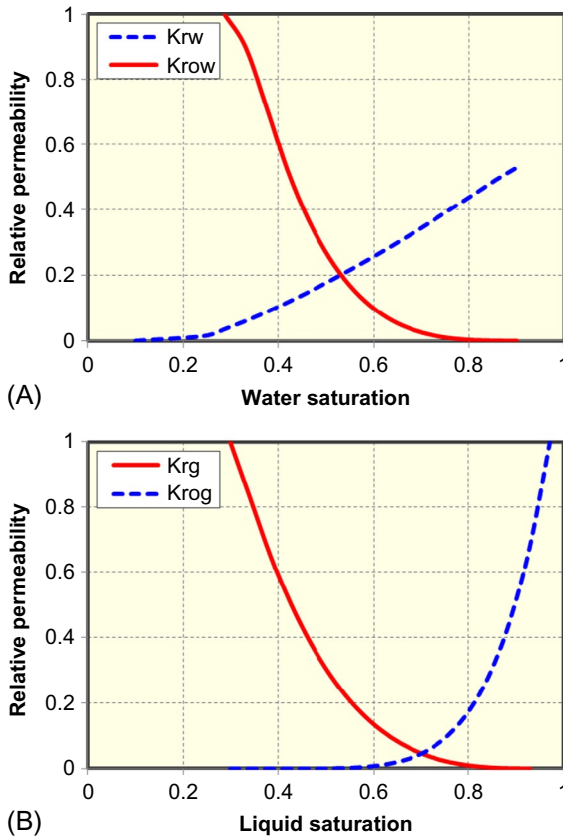 1
Krw
Krow
0.8
0.6
0.4
0.2
0
Relative permeability
0 0.2 0.4 0.6 0.8 1
Water saturation
(A)
1
Krg
Krog
0.8
0.6
0.4
0.2
0
Relative permeability
0 0.2 0.4 0.6 0.8 1
Liquid saturation
(B)